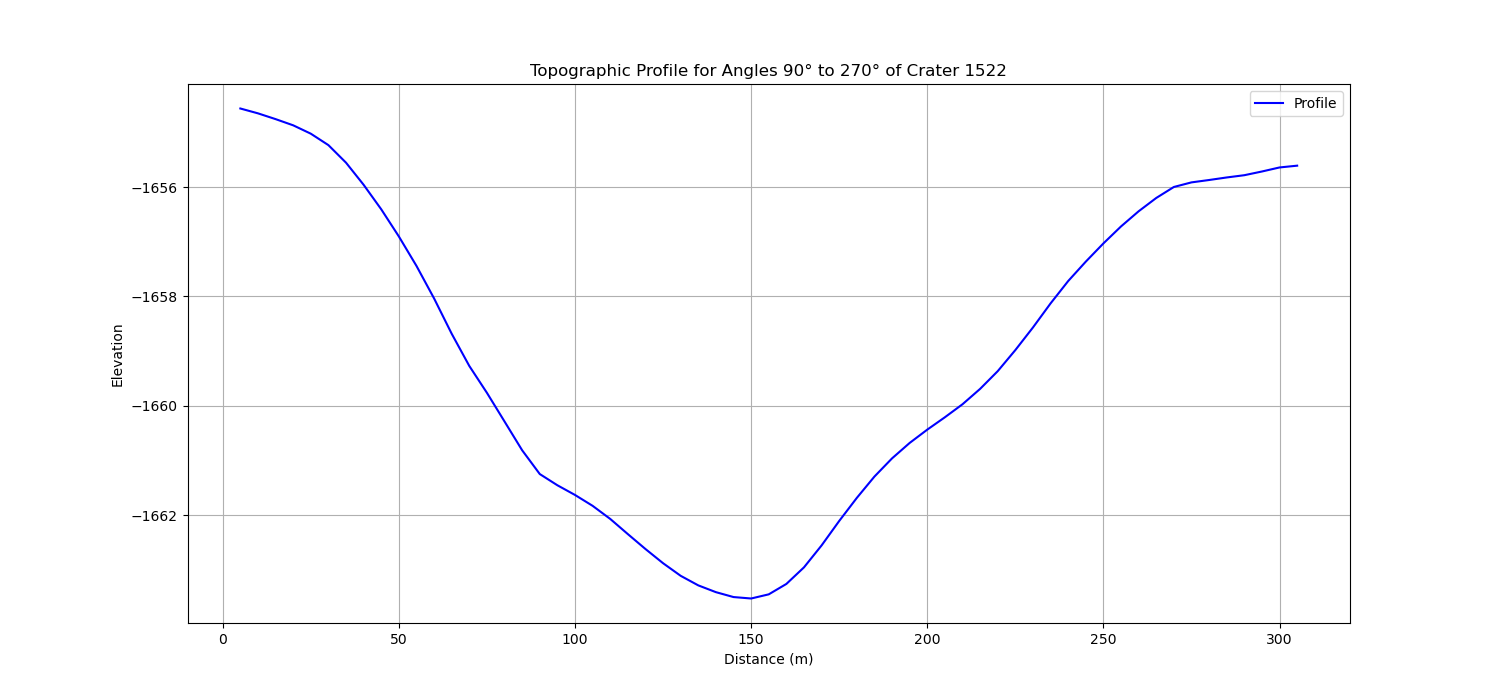 Topographic Profile for Angles 90° to 270° of Crater 1522
Profile
Elevation
−1656
−1658
−1660
−1662
0
50
100
150
200
250
300
Distance (m)